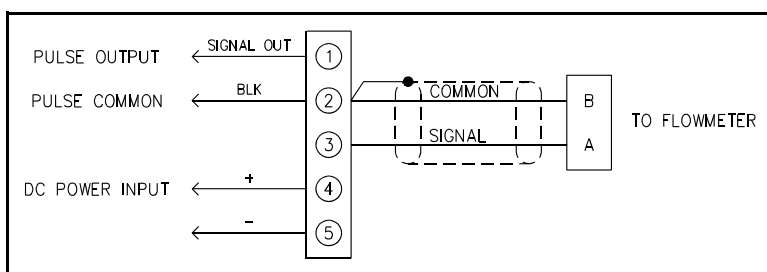 PULSE OUTPUT SIGNAL OUT 1
PULSE COMMON BLK 2 COMMON B
3 SIGNAL A
TO FLOWMETER
DC POWER INPUT + 4
- 5